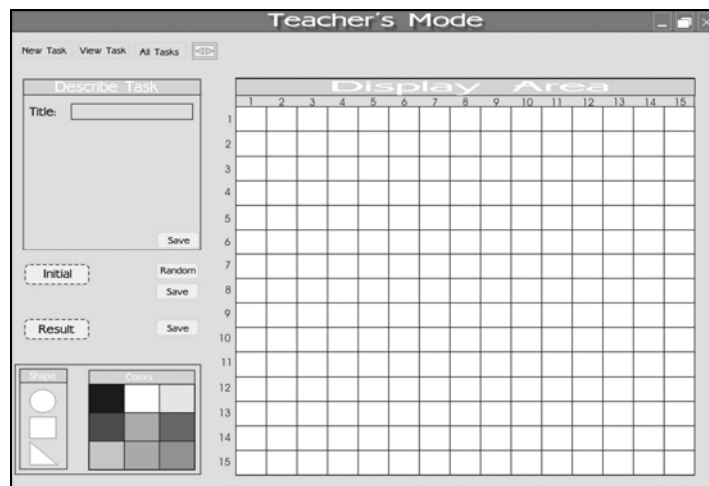 Teacher's Mode
New Task View Task All Tasks
Describe Task
Title:
Save
Initial
Random
Save
Result
Save
Shape
Colors
Display Area
1 2 3 4 5 6 7 8 9 10 11 12 13 14 15
1
2
3
4
5
6
7
8
9
10
11
12
13
14
15